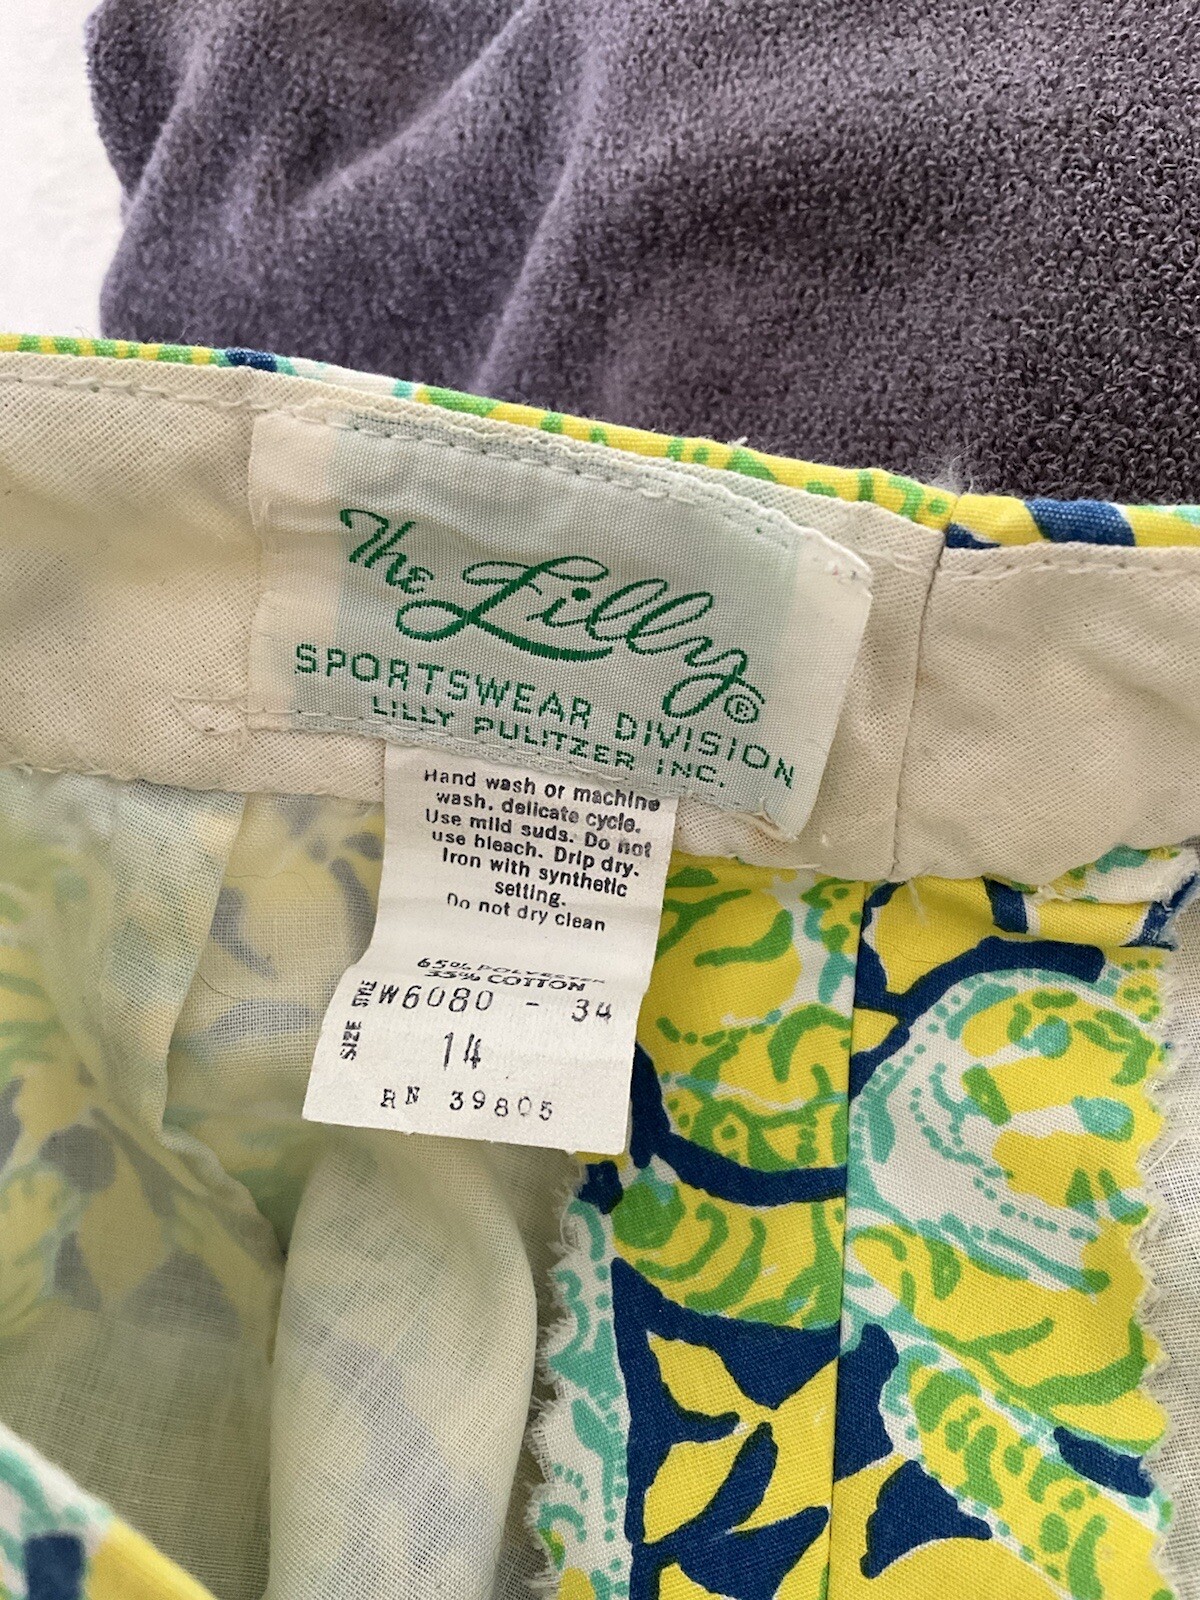 The Lilly®
SPORTSWEAR DIVISION
LILLY PULITZER INC.
Hand wash or machine
wash, delicate cycle.
Use mild suds. Do not
use bleach. Drip dry.
Iron with synthetic
setting.
Do not dry clean
65% POLYESTER
35% COTTON
STYLE W6080 - 34
SIZE 14
RN 39805